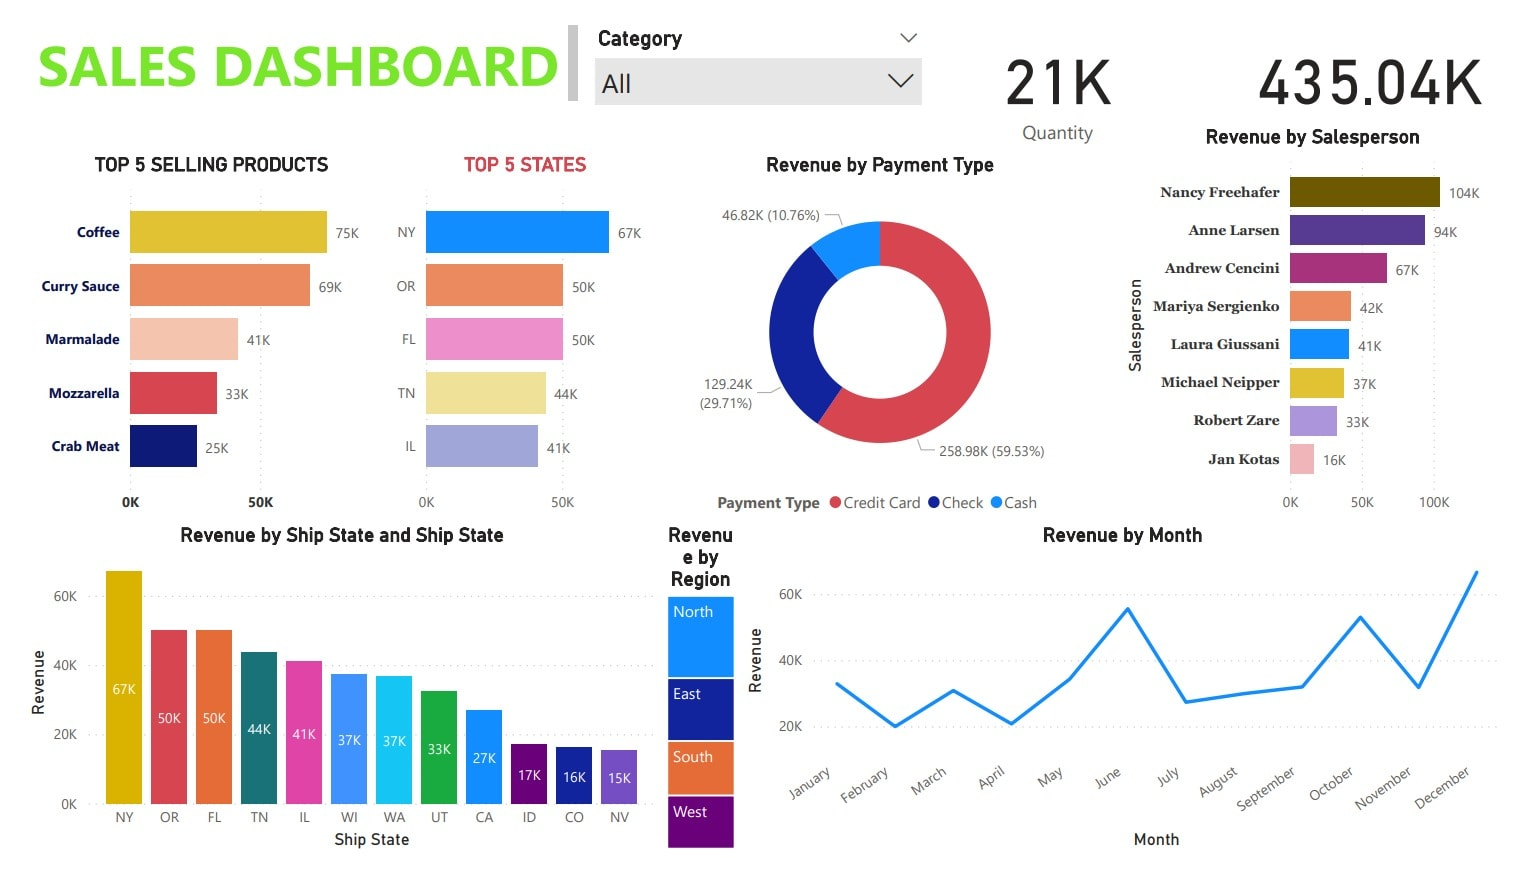 SALES DASHBOARD
Category
All
21K
Quantity
435.04K
TOP 5 SELLING PRODUCTS
Coffee
75K
Curry Sauce
69K
Marmalade
41K
Mozzarella
33K
Crab Meat
25K
0K
50K
TOP 5 STATES
NY
67K
OR
50K
FL
50K
TN
44K
IL
41K
0K
50K
Revenue by Payment Type
46.82K (10.76%)
129.24K
(29.71%)
258.98K (59.53%)
Payment Type Credit Card Check Cash
Revenue by Salesperson
Salesperson
Nancy Freehafer
104K
Anne Larsen
94K
Andrew Cencini
67K
Mariya Sergienko
42K
Laura Giussani
41K
Michael Neipper
37K
Robert Zare
33K
Jan Kotas
16K
0K
50K
100K
Revenue by Ship State and Ship State
Revenue
60K
40K
20K
0K
67K
50K
50K
44K
41K
37K
37K
33K
27K
17K
16K
15K
NY
OR
FL
TN
IL
WI
WA
UT
CA
ID
CO
NV
Ship State
Revenu
e by
Region
North
East
South
West
Revenue by Month
Revenue
60K
40K
20K
January
February
March
April
May
June
July
August
September
October
November
December
Month